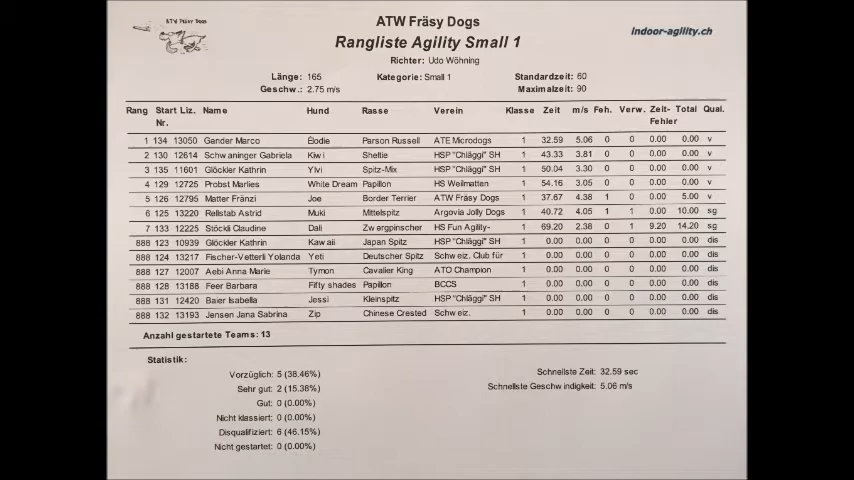 ATW Fräsy Dogs
ATW Fräsy Dogs
Rangliste Agility Small 1
Indoor-agility.ch
Richter: Udo Wöhning
Länge: 165 Kategorie: Small 1 Standardzeit: 60
Geschw.: 2.75 m/s Maximalzeit: 90
Rang Start Nr. Liz. Name Hund Rasse Verein Klasse Zeit m/s Feh. Verw. Zeit-Fehler Total Qual.
1 134 13050 Gander Marco Élodie Parson Russell ATE Microdogs 1 32.59 5.06 0 0 0.00 0.00 v
2 130 12614 Schwaninger Gabriela Kiwi Sheltie HSP "Chläggi" SH 1 43.33 3.81 0 0 0.00 0.00 v
3 135 11601 Glöckler Kathrin Ylvi Spitz-Mix HSP "Chläggi" SH 1 50.04 3.30 0 0 0.00 0.00 v
4 129 12725 Probst Marlies White Dream Papillon HS Weilmatten 1 54.16 3.05 0 0 0.00 0.00 v
5 126 12795 Matter Fränzi Joe Border Terrier ATW Fräsy Dogs 1 37.67 4.38 1 0 0.00 5.00 v
6 125 13220 Rellstab Astrid Muki Mittelspitz Argovia Jolly Dogs 1 40.72 4.05 1 1 0.00 10.00 sg
7 133 12225 Stöckli Claudine Dali Zwergpinscher HS Fun Agility- 1 69.20 2.38 0 1 9.20 14.20 sg
888 123 10939 Glöckler Kathrin Kawaii Japan Spitz HSP "Chläggi" SH 1 0.00 0.00 0 0 0.00 0.00 dis
888 124 13217 Fischer-Vetterli Yolanda Yeti Deutscher Spitz Schweiz. Club für 1 0.00 0.00 0 0 0.00 0.00 dis
888 127 12007 Aebi Anna Marie Tymon Cavalier King ATO Champion 1 0.00 0.00 0 0 0.00 0.00 dis
888 128 13188 Feer Barbara Fifty shades Papillon BCCS 1 0.00 0.00 0 0 0.00 0.00 dis
888 131 12420 Baier Isabella Jessi Kleinspitz HSP "Chläggi" SH 1 0.00 0.00 0 0 0.00 0.00 dis
888 132 13193 Jensen Jana Sabrina Zip Chinese Crested Schweiz. 1 0.00 0.00 0 0 0.00 0.00 dis
Anzahl gestartete Teams: 13
Statistik:
Vorzüglich: 5 (38.46%) Schnellste Zeit: 32.59 sec
Sehr gut: 2 (15.38%) Schnellste Geschwindigkeit: 5.06 m/s
Gut: 0 (0.00%)
Nicht klassiert: 0 (0.00%)
Disqualifiziert: 6 (46.15%)
Nicht gestartet: 0 (0.00%)